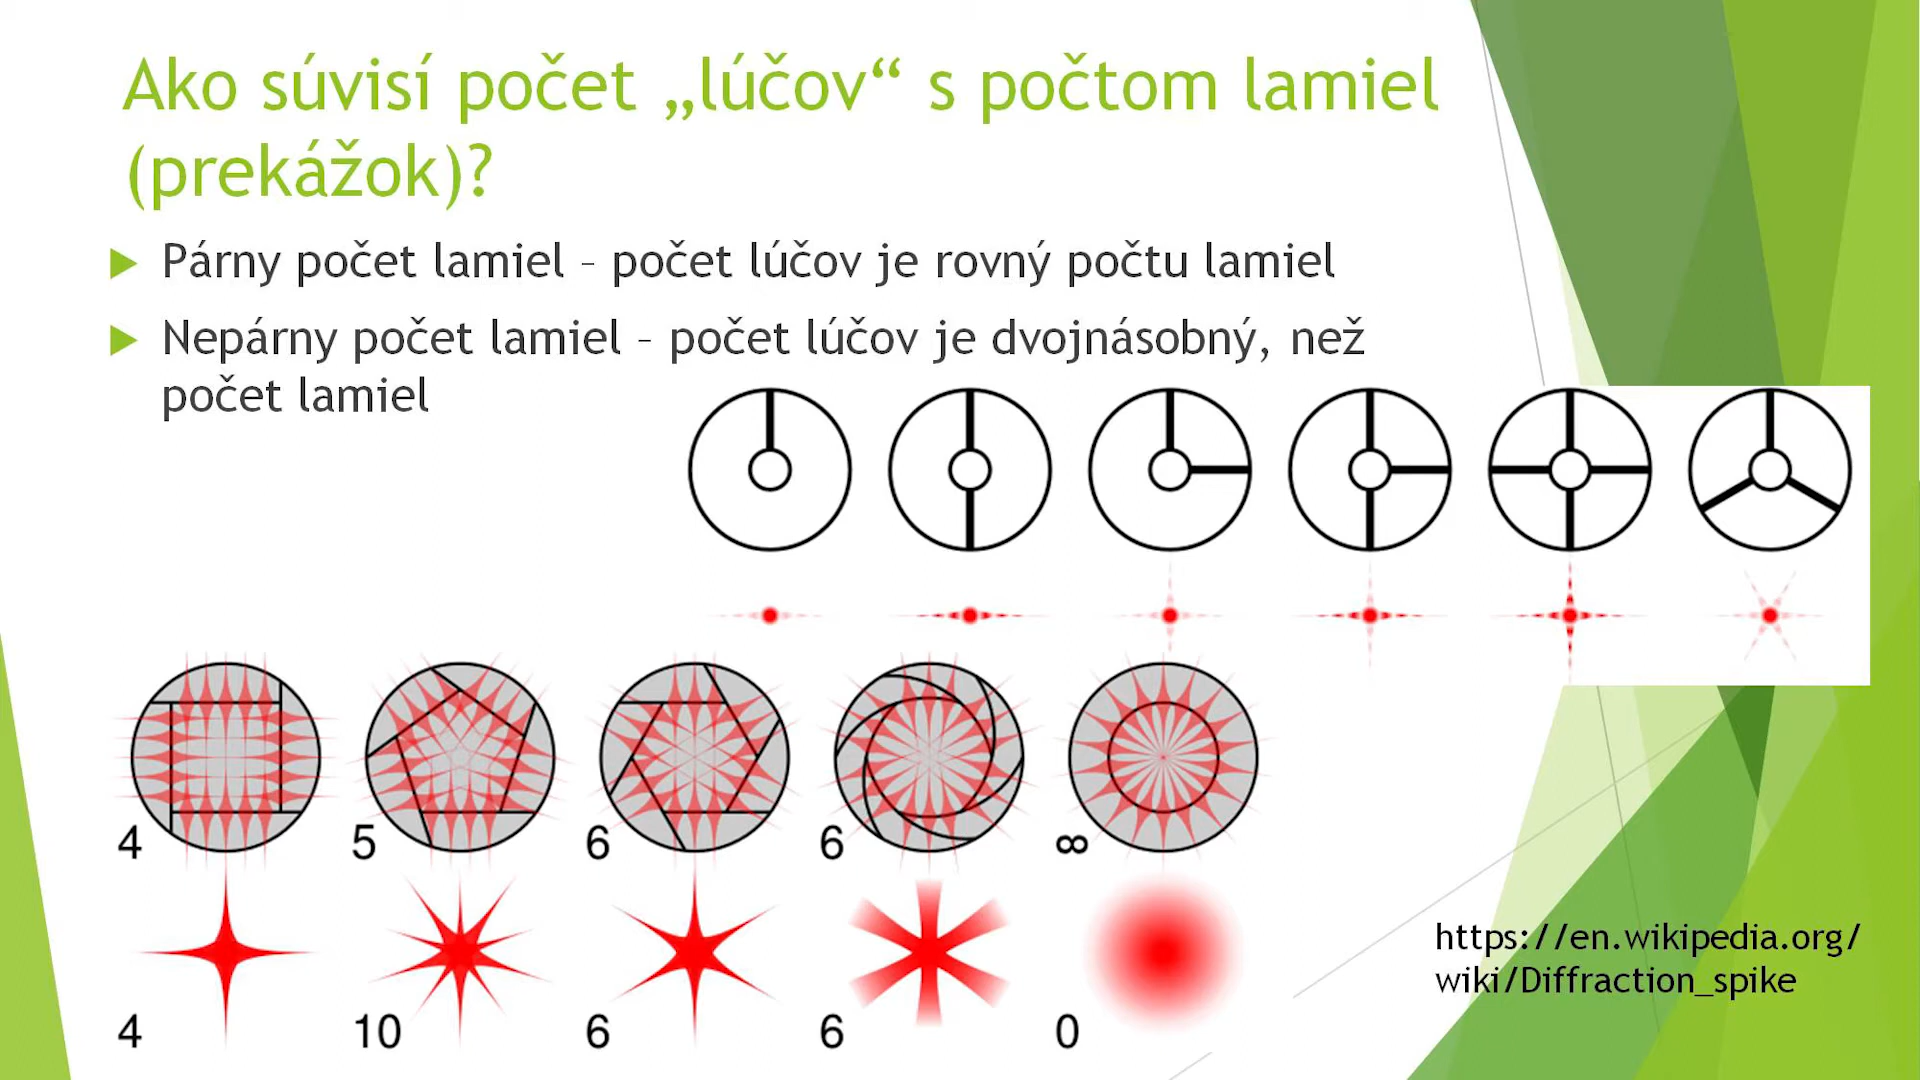 Ako súvisí počet „lúčov“ s počtom lamiel
(prekážok)?
Párny počet lamiel – počet lúčov je rovný počtu lamiel
Nepárny počet lamiel – počet lúčov je dvojnásobný, než
počet lamiel
4 5 6 6 ∞
4 10 6 6 0
https://en.wikipedia.org/
wiki/Diffraction_spike